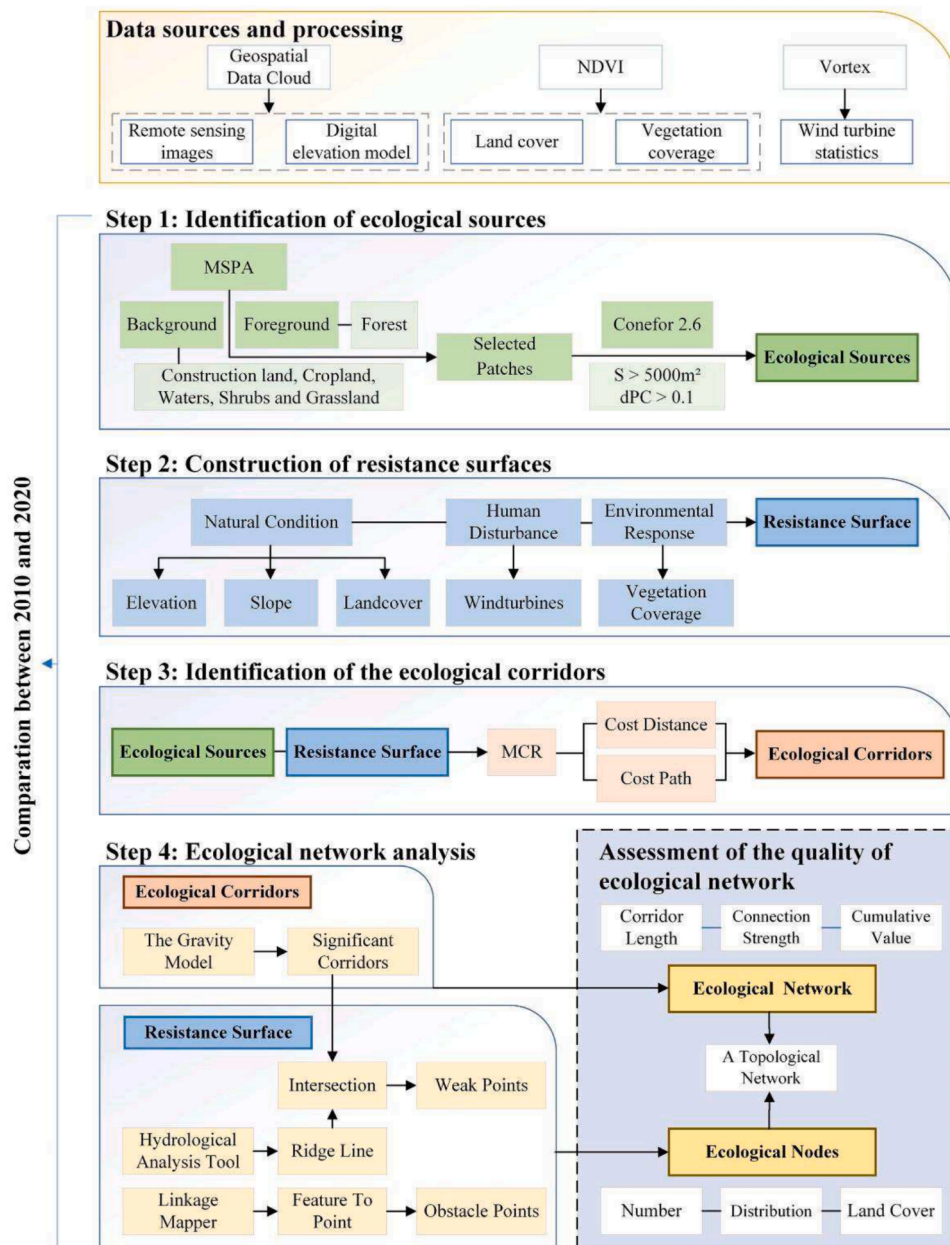 Data sources and processing
Geospatial
Data Cloud
NDVI
Vortex
Remote sensing
images
Digital
elevation model
Land cover
Vegetation
coverage
Wind turbine
statistics
Comparation between 2010 and 2020
Step 1: Identification of ecological sources
MSPA
Background
Foreground
Forest
Conefor 2.6
Selected
Patches
Ecological Sources
Construction land, Cropland,
Waters, Shrubs and Grassland
S > 5000m²
dPC > 0.1
Step 2: Construction of resistance surfaces
Natural Condition
Human
Disturbance
Environmental
Response
Resistance Surface
Elevation
Slope
Landcover
Windturbines
Vegetation
Coverage
Step 3: Identification of the ecological corridors
Ecological Sources
Resistance Surface
MCR
Cost Distance
Cost Path
Ecological Corridors
Step 4: Ecological network analysis
Ecological Corridors
The Gravity
Model
Significant
Corridors
Resistance Surface
Intersection
Weak Points
Hydrological
Analysis Tool
Ridge Line
Linkage
Mapper
Feature To
Point
Obstacle Points
Assessment of the quality of
ecological network
Corridor
Length
Connection
Strength
Cumulative
Value
Ecological Network
A Topological
Network
Ecological Nodes
Number
Distribution
Land Cover